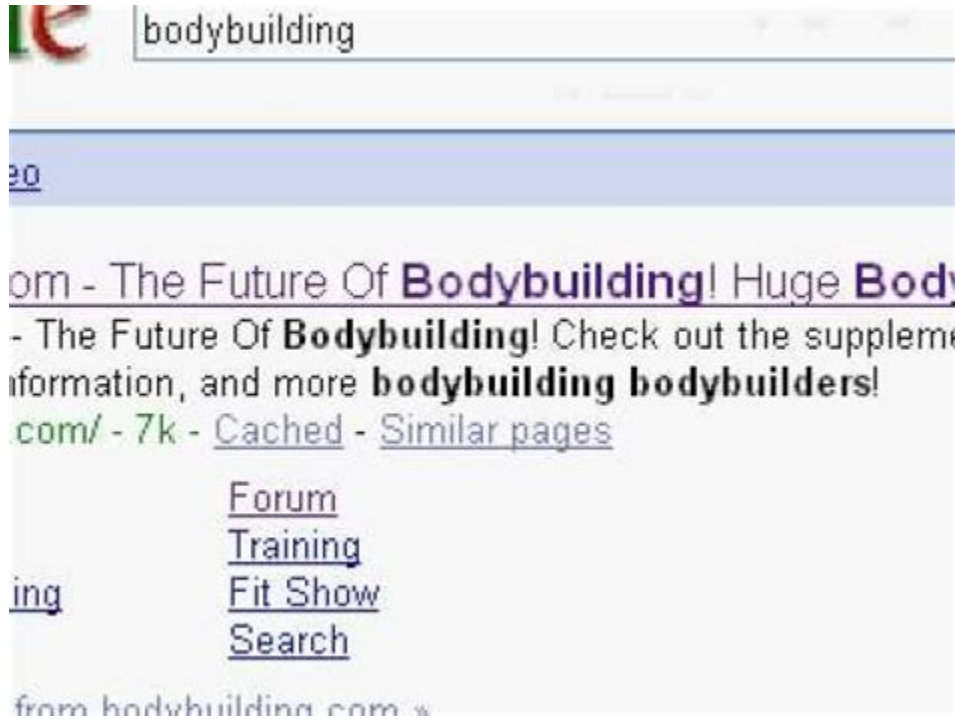 le bodybuilding
eo
om - The Future Of Bodybuilding! Huge Body
- The Future Of Bodybuilding! Check out the suppleme
nformation, and more bodybuilding bodybuilders!
.com/ - 7k - Cached - Similar pages
Forum
Training
ing Fit Show
Search
from bodybuilding.com »